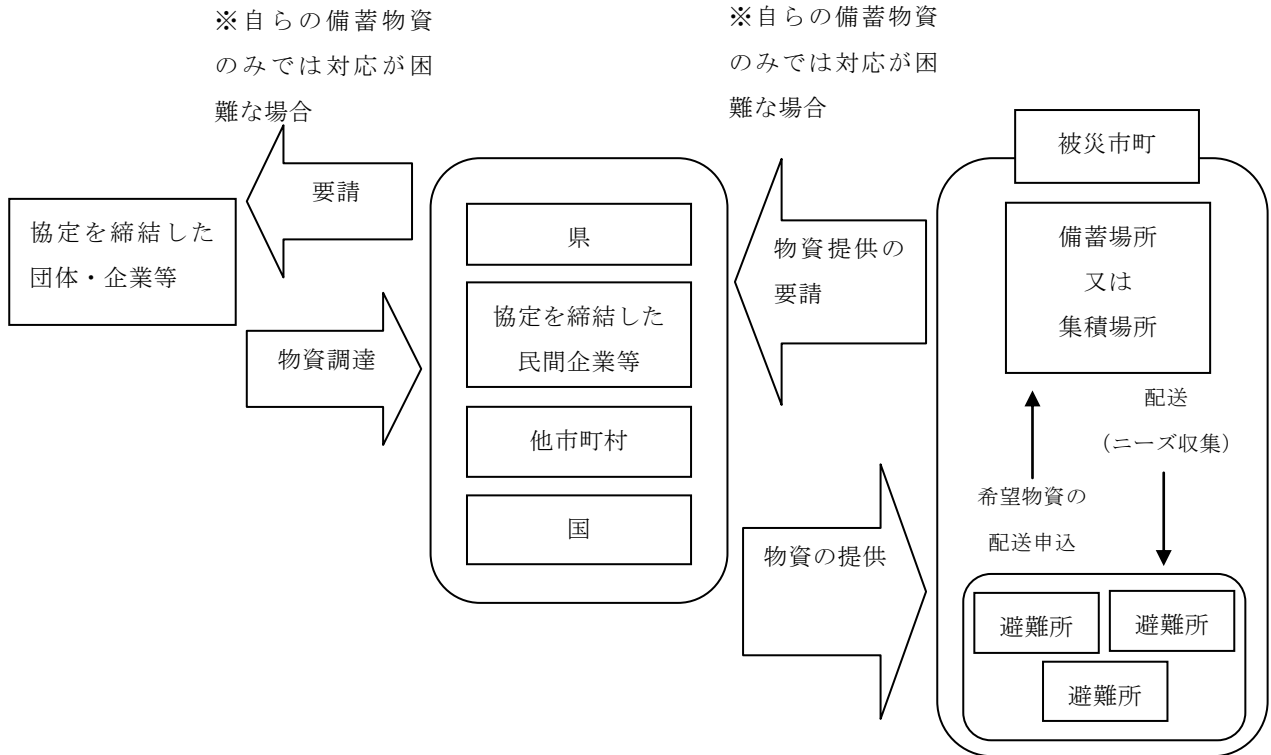 ※自らの備蓄物資
のみでは対応が困
難な場合
※自らの備蓄物資
のみでは対応が困
難な場合
被災市町
要請
協定を締結した
団体・企業等
物資調達
県
協定を締結した
民間企業等
他市町村
国
物資提供の
要請
物資の提供
備蓄場所
又は
集積場所
配送
（ニーズ収集）
希望物資の
配送申込
避難所
避難所
避難所